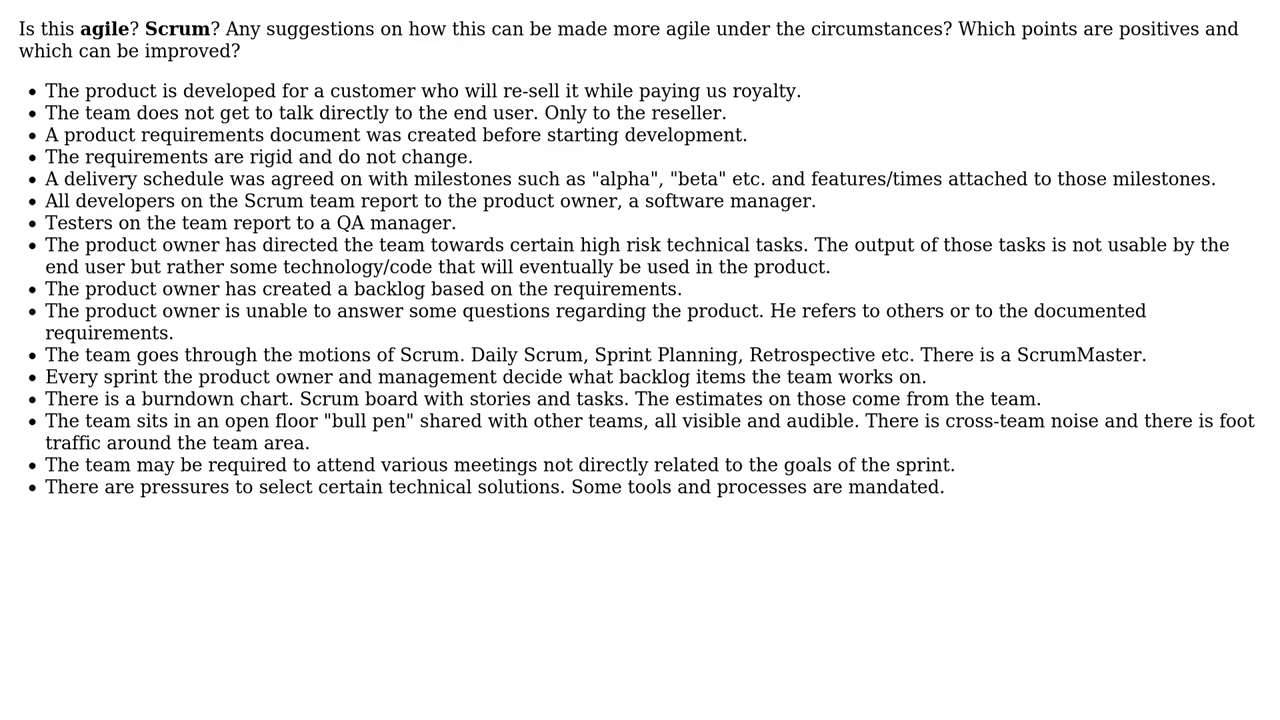 Is this agile? Scrum? Any suggestions on how this can be made more agile under the circumstances? Which points are positives and
which can be improved?
• The product is developed for a customer who will re-sell it while paying us royalty.
• The team does not get to talk directly to the end user. Only to the reseller.
• A product requirements document was created before starting development.
• The requirements are rigid and do not change.
• A delivery schedule was agreed on with milestones such as "alpha", "beta" etc. and features/times attached to those milestones.
• All developers on the Scrum team report to the product owner, a software manager.
• Testers on the team report to a QA manager.
• The product owner has directed the team towards certain high risk technical tasks. The output of those tasks is not usable by the
end user but rather some technology/code that will eventually be used in the product.
• The product owner has created a backlog based on the requirements.
• The product owner is unable to answer some questions regarding the product. He refers to others or to the documented
requirements.
• The team goes through the motions of Scrum. Daily Scrum, Sprint Planning, Retrospective etc. There is a ScrumMaster.
• Every sprint the product owner and management decide what backlog items the team works on.
• There is a burndown chart. Scrum board with stories and tasks. The estimates on those come from the team.
• The team sits in an open floor "bull pen" shared with other teams, all visible and audible. There is cross-team noise and there is foot
traffic around the team area.
• The team may be required to attend various meetings not directly related to the goals of the sprint.
• There are pressures to select certain technical solutions. Some tools and processes are mandated.